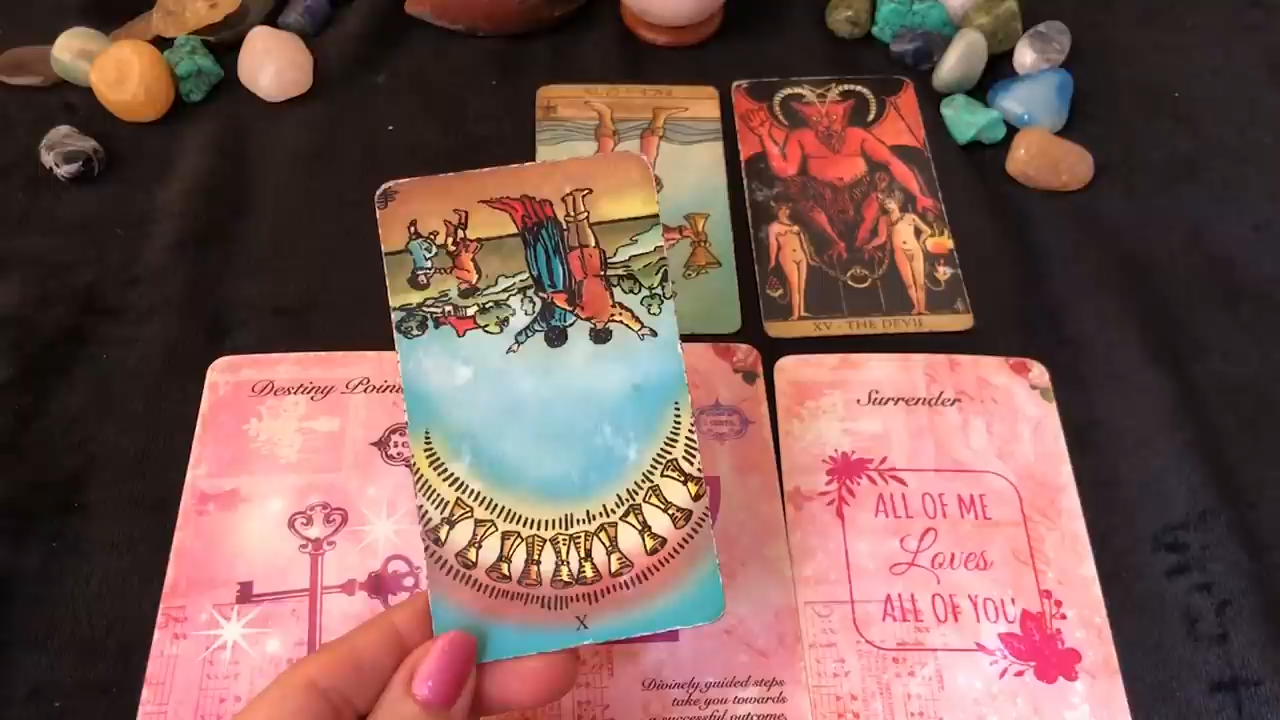 XV - THE DEVIL
Destiny Poin
X
Divinely guided steps
take you towards
a successful outcome.
Surrender
ALL OF ME
Loves
ALL OF YOU